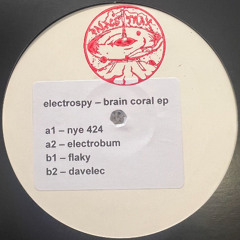 electrospy – brain coral ep
a1 – nye 424
a2 – electrobum
b1 – flaky
b2 – davelec